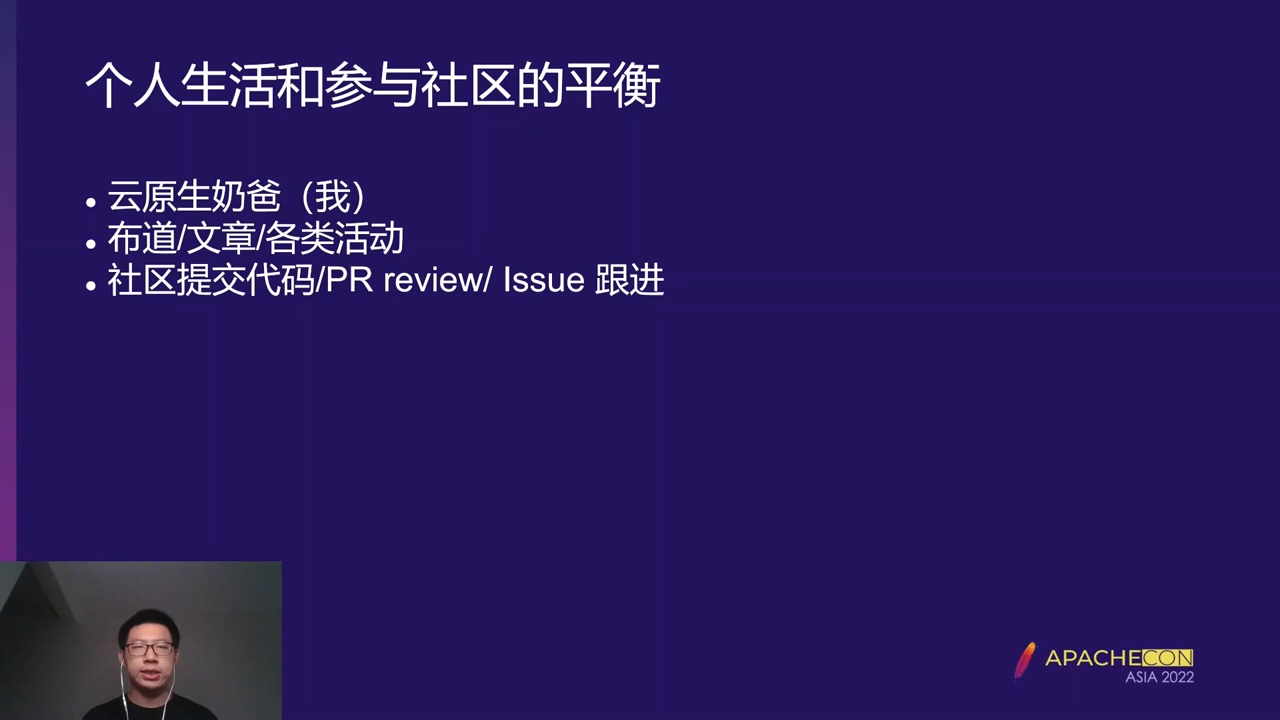 个人生活和参与社区的平衡
云原生奶爸（我）
布道/文章/各类活动
社区提交代码/PR review/ Issue 跟进
APACHECON
ASIA 2022